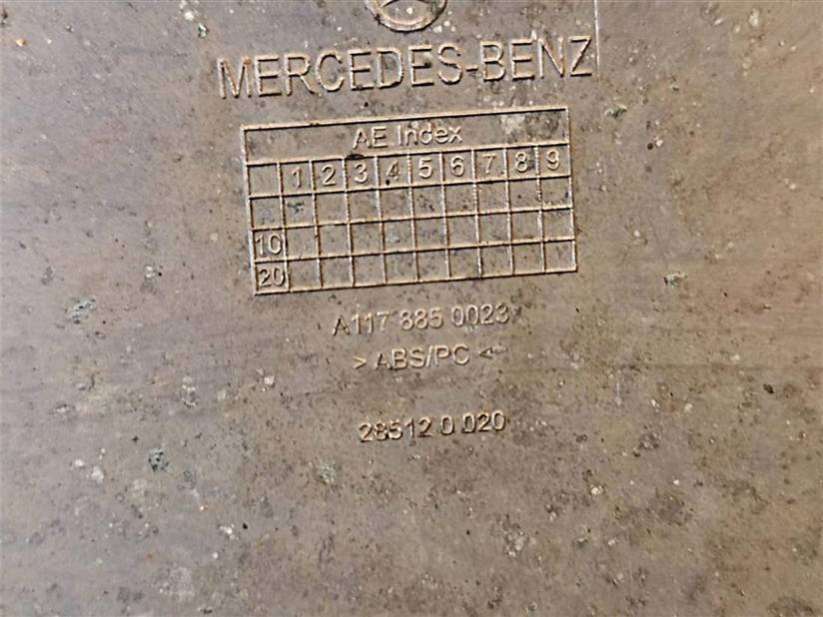 MERCEDES-BENZ
AE Index
1 2 3 4 5 6 7 8 9
10
20
A117 885 0023
> ABS/PC <
28512 0 020